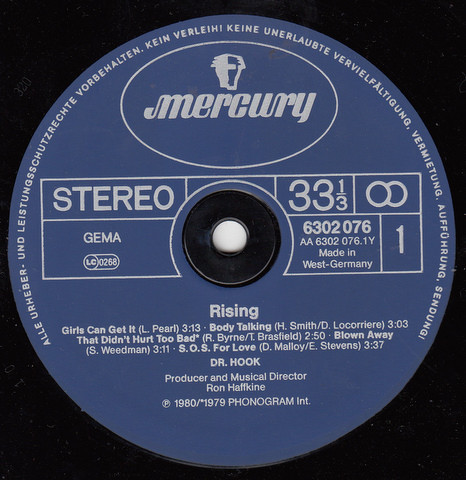 ALLE URHEBER- UND LEISTUNGSSCHUTZRECHTE VORBEHALTEN. KEIN VERLEIH! KEINE UNERLAUBTE VERVIELFÄLTIGUNG, VERMIETUNG, AUFFÜHRUNG, SENDUNG!
mercury
STEREO
33 1/3
GEMA
LC 0268
6302 076
AA 6302 076.1Y
Made in
West-Germany
1
Rising
Girls Can Get It (L. Pearl) 3:13 · Body Talking (H. Smith/D. Locorriere) 3:03
That Didn't Hurt Too Bad* (R. Byrne/T. Brasfield) 2:50 · Blown Away
(S. Weedman) 3:11 · S.O.S. For Love (D. Malloy/E. Stevens) 3:37
DR. HOOK
Producer and Musical Director
Ron Haffkine
℗ 1980/*1979 PHONOGRAM Int.